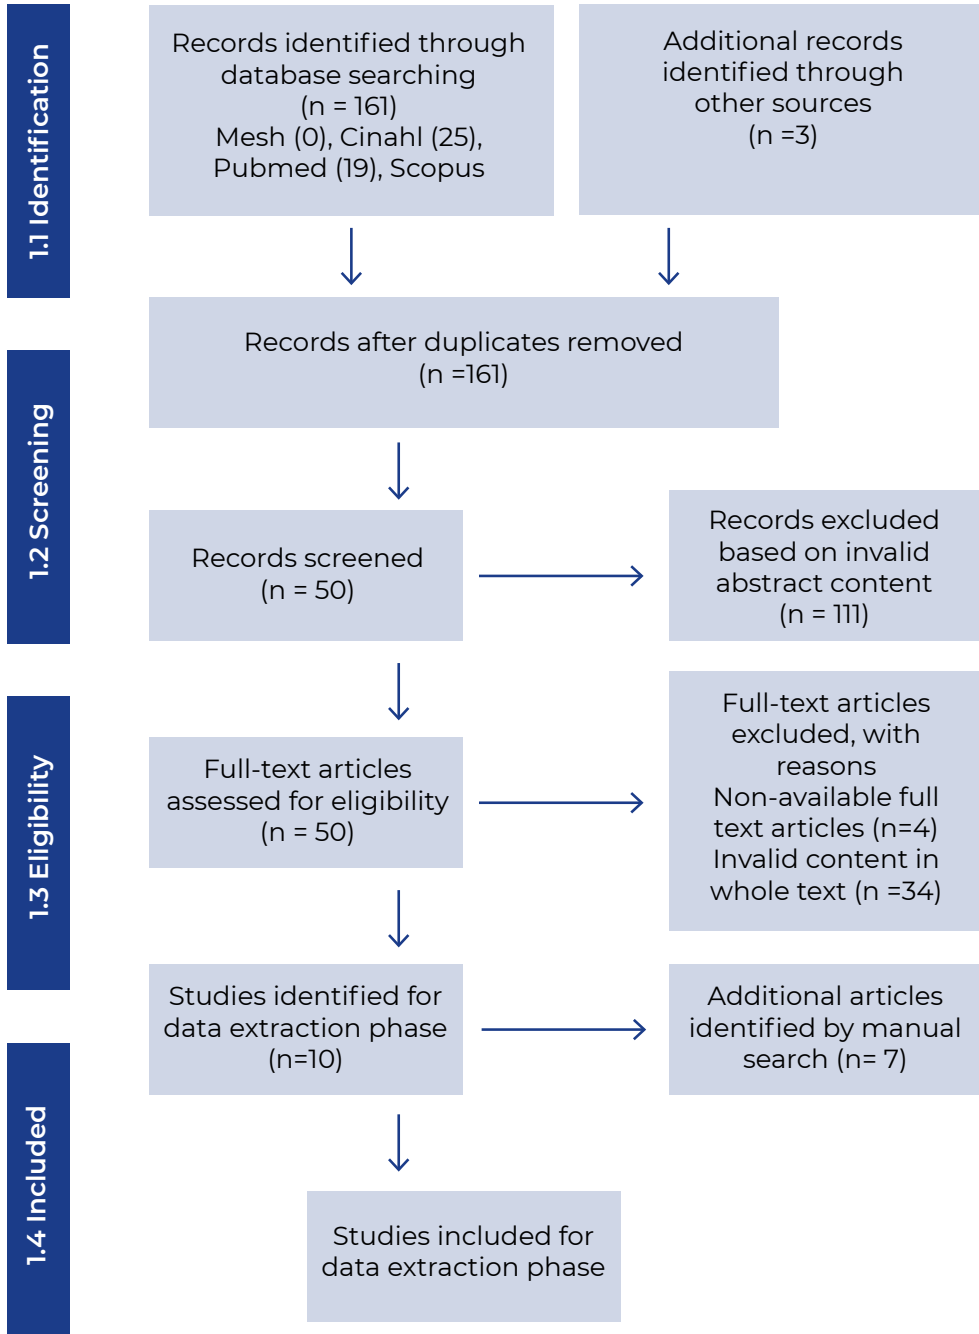 1.1 Identification
Records identified through
database searching
(n = 161)
Mesh (0), Cinahl (25),
Pubmed (19), Scopus
Additional records
identified through
other sources
(n =3)
Records after duplicates removed
(n =161)
1.2 Screening
Records screened
(n = 50)
Records excluded
based on invalid
abstract content
(n = 111)
1.3 Eligibility
Full-text articles
assessed for eligibility
(n = 50)
Full-text articles
excluded, with
reasons
Non-available full
text articles (n=4)
Invalid content in
whole text (n =34)
Studies identified for
data extraction phase
(n=10)
Additional articles
identified by manual
search (n= 7)
1.4 Included
Studies included for
data extraction phase